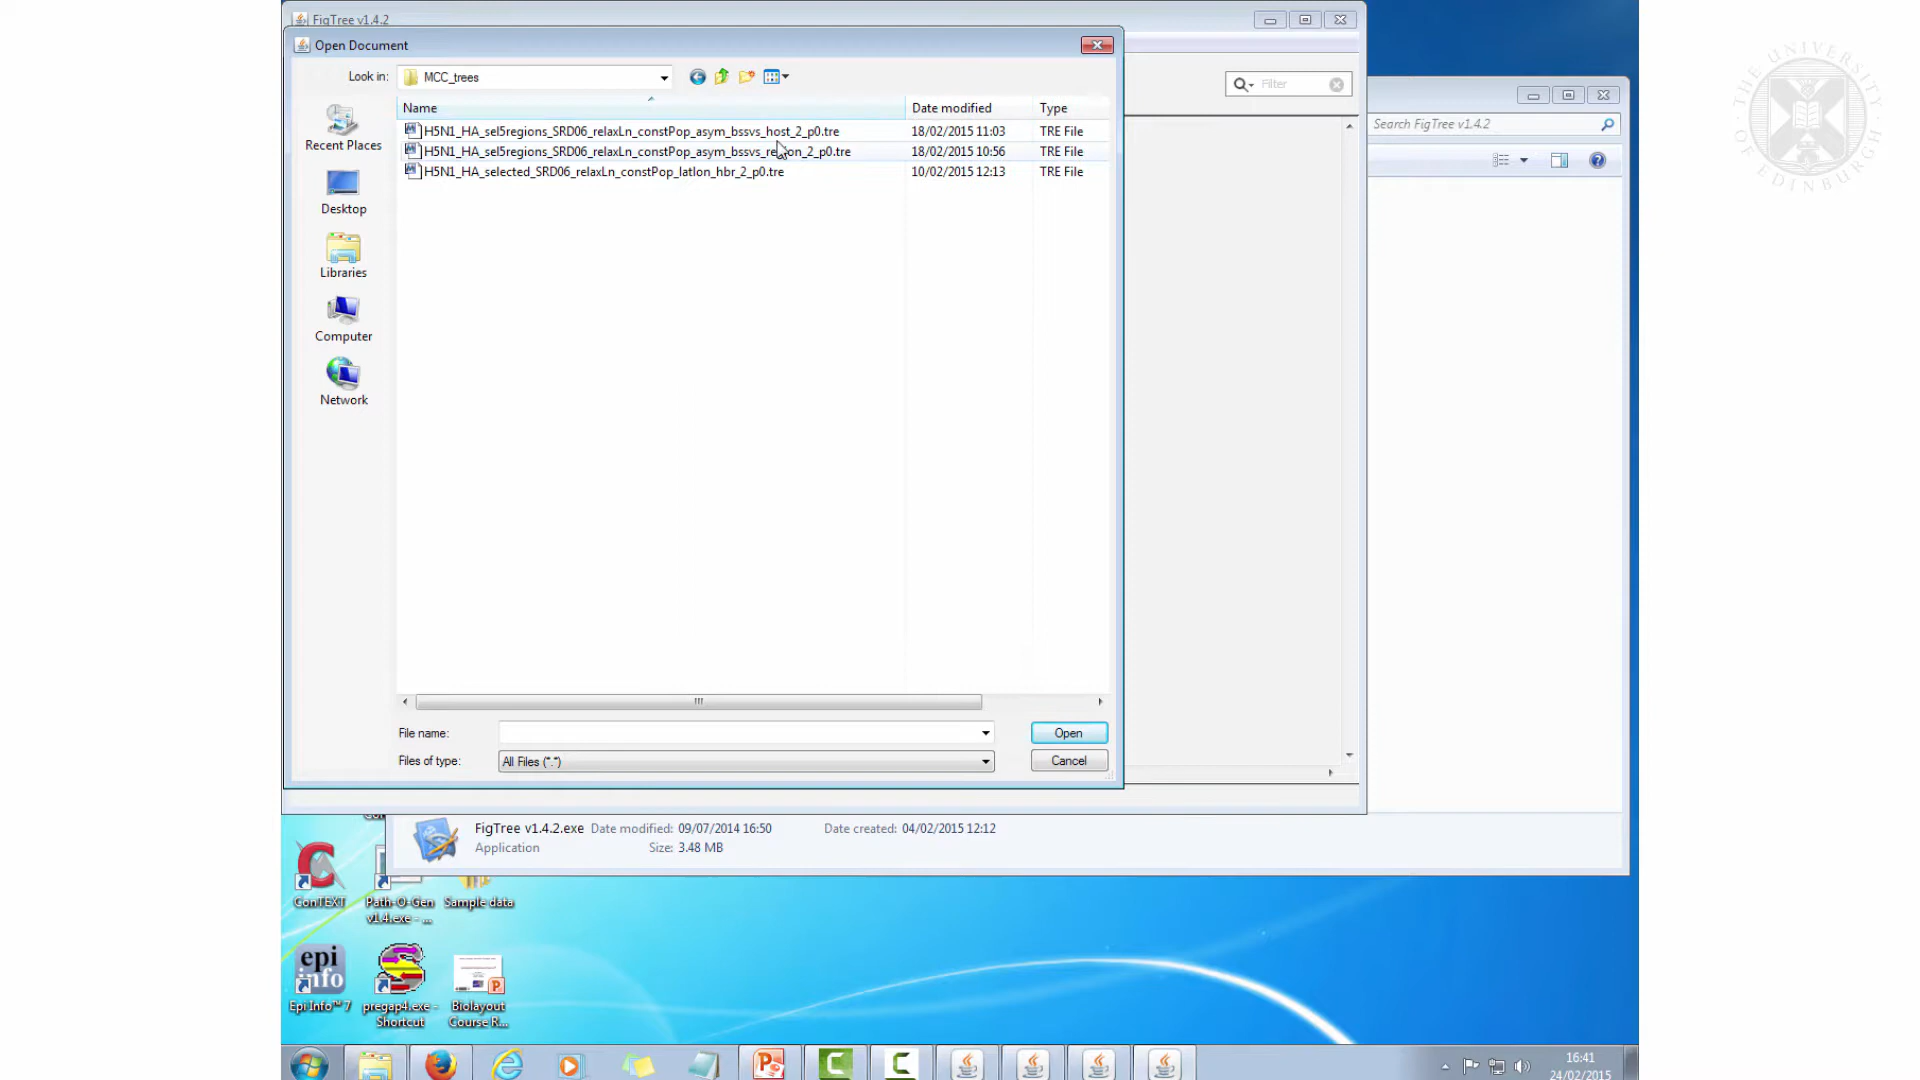 FigTree v1.4.2
Open Document
Look in: MCC_trees
Filter
THE UNIVERSITY OF EDINBURGH
Search FigTree v1.4.2
Name Date modified Type
H5N1_HA_sel5regions_SRD06_relaxLn_constPop_asym_bssvs_host_2_p0.tre 18/02/2015 11:03 TRE File
H5N1_HA_sel5regions_SRD06_relaxLn_constPop_asym_bssvs_region_2_p0.tre 18/02/2015 10:56 TRE File
H5N1_HA_selected_SRD06_relaxLn_constPop_latlon_hbr_2_p0.tre 10/02/2015 12:13 TRE File
Recent Places
Desktop
Libraries
Computer
Network
File name: Open
Files of type: All Files (*.*) Cancel
FigTree v1.4.2.exe Date modified: 09/07/2014 16:50 Date created: 04/02/2015 12:12
Application Size: 3.48 MB
ConTEXT
Path-O-Gen
v1.4.exe - ...
Sample data
epi
info
Epi Info™ 7
pregap4.exe -
Shortcut
Biolayout
Course R...
16:41
24/02/2015